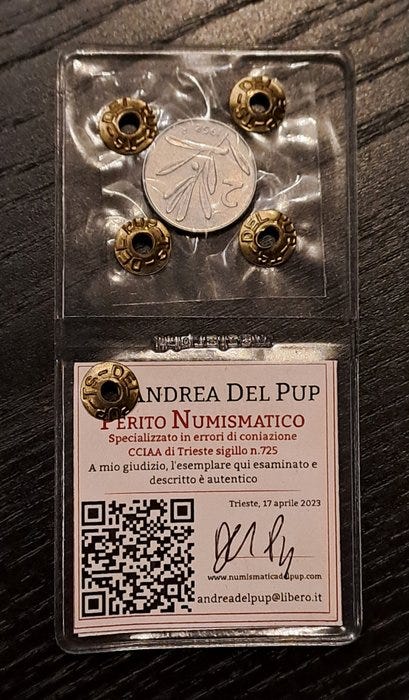 2
ANDREA DEL PUP
PERITO NUMISMATICO
Specializzato in errori di coniazione
CCIAA di Trieste sigillo n.725
A mio giudizio, l'esemplare qui esaminato e
descritto è autentico
Trieste, 17 aprile 2023
www.numismaticadelpup.com
andreadelpup@libero.it